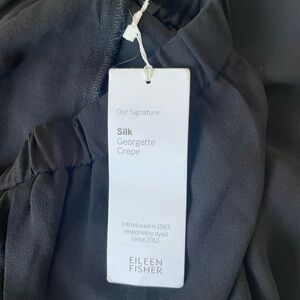 Our Signature
Silk
Georgette
Crepe
Introduced in 1997,
responsibly dyed
since 2012.
EILEEN
FISHER